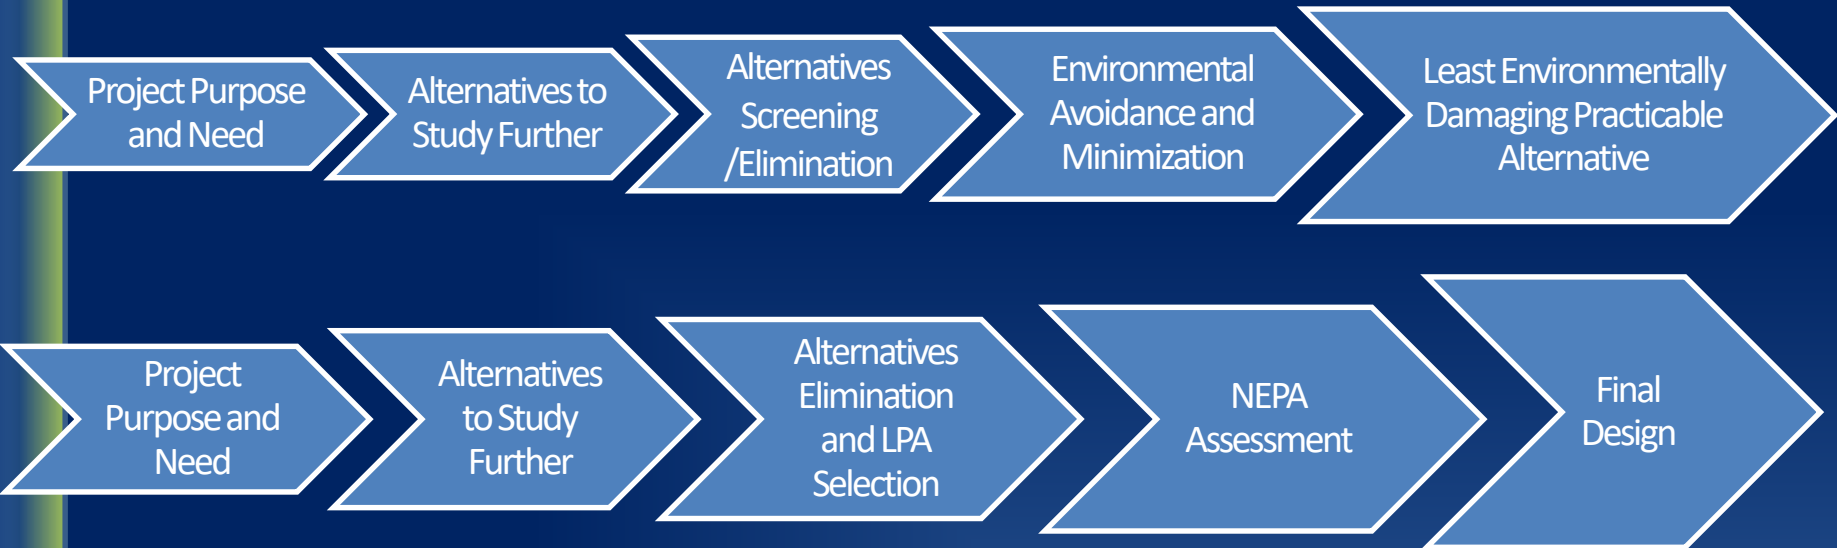 Project Purpose
and Need
Alternatives to
Study Further
Alternatives
Screening
/Elimination
Environmental
Avoidance and
Minimization
Least Environmentally
Damaging Practicable
Alternative
Project
Purpose and
Need
Alternatives
to Study
Further
Alternatives
Elimination
and LPA
Selection
NEPA
Assessment
Final
Design